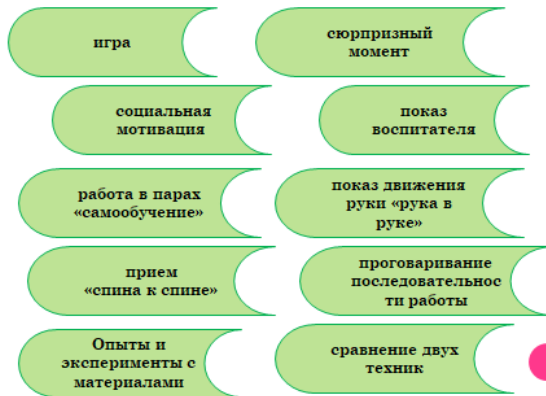 игра
сюрпризный
момент
социальная
мотивация
показ
воспитателя
работа в парах
«самообучение»
показ движения
руки «рука в
руке»
прием
«спина к спине»
проговаривание
последовательнос
ти работы
Опыты и
эксперименты с
материалами
сравнение двух
техник